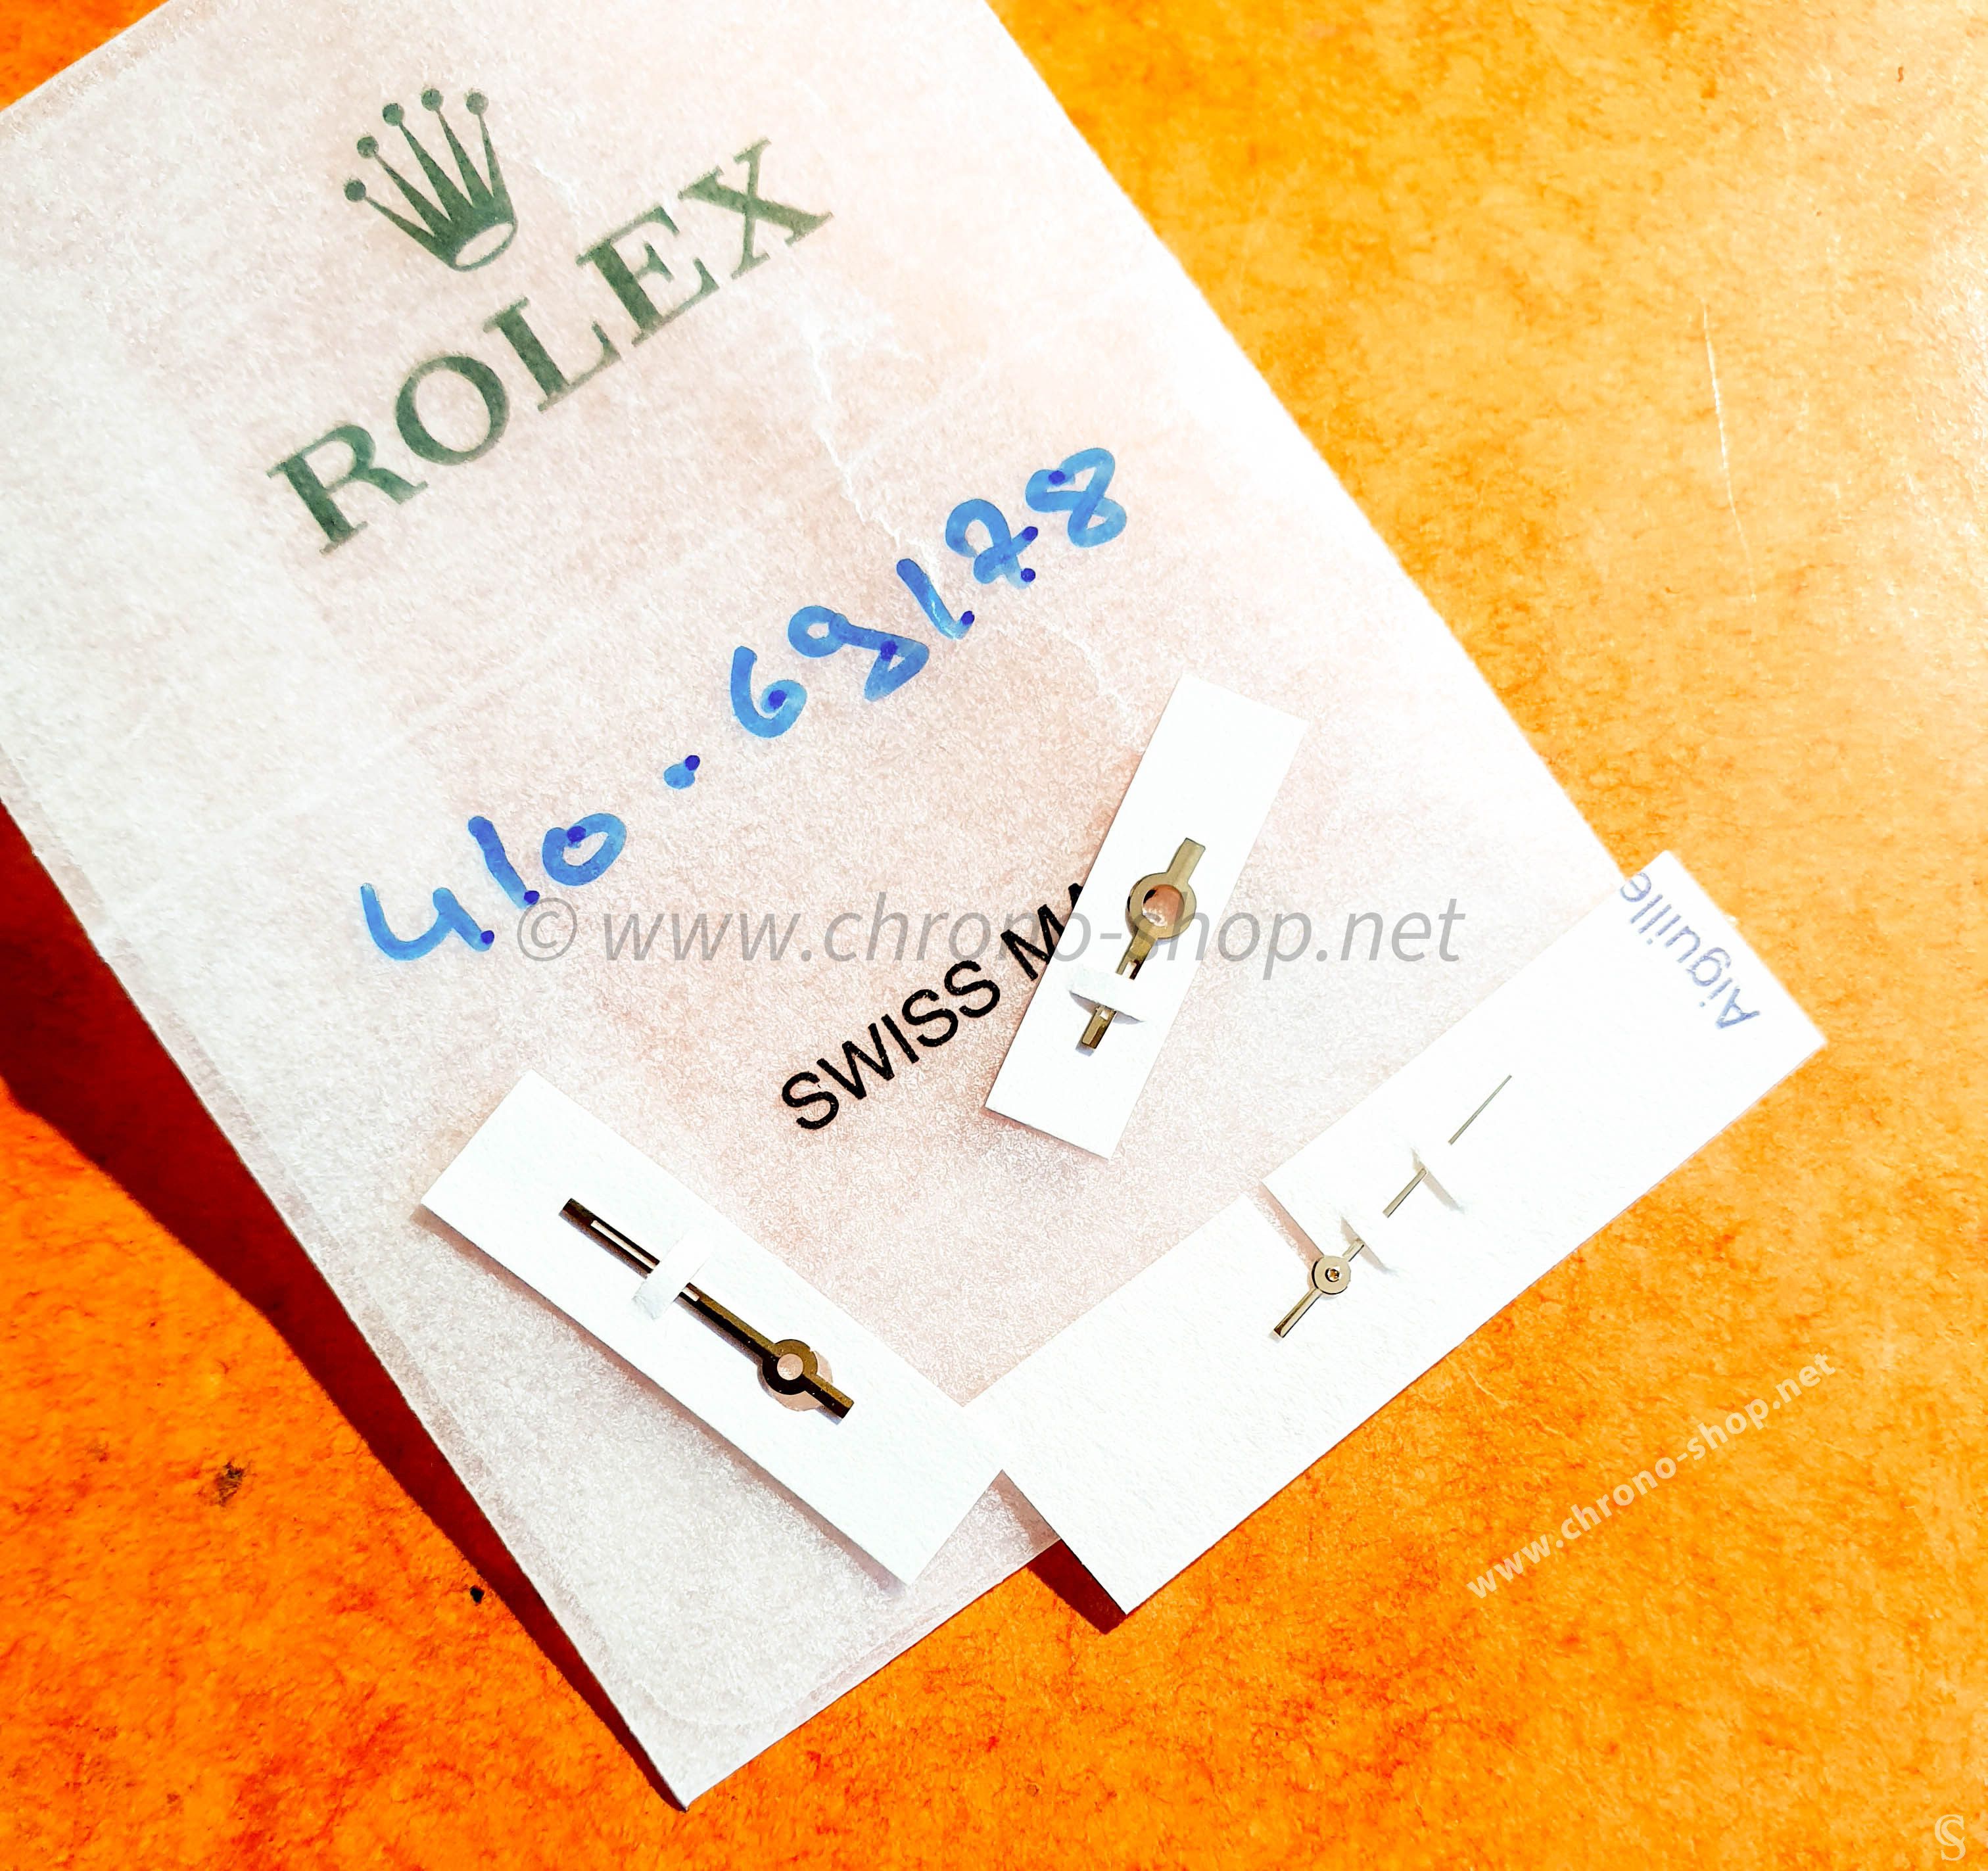 ROLEX
410-69178
© www.chrono-shop.net
SWISS MA
Aiguille
www.chrono-shop.net